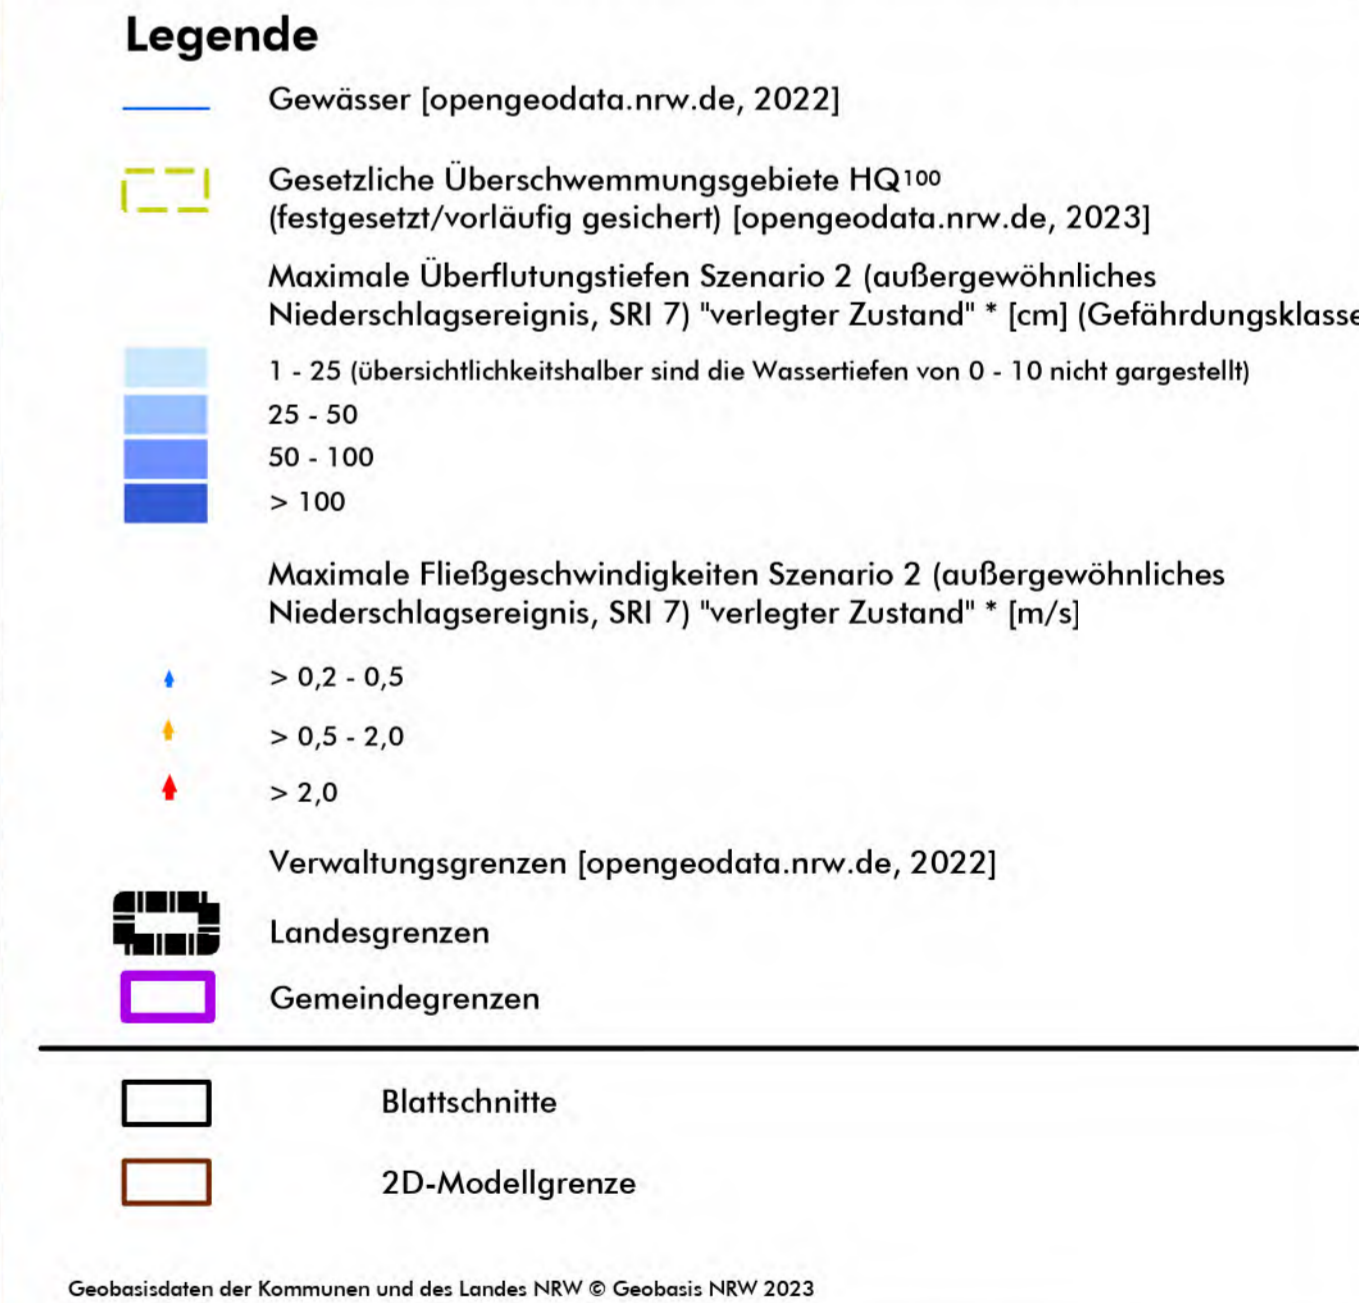 Legende
Gewässer [opengeodata.nrw.de, 2022]
Gesetzliche Überschwemmungsgebiete HQ100
(festgesetzt/vorläufig gesichert) [opengeodata.nrw.de, 2023]
Maximale Überflutungstiefen Szenario 2 (außergewöhnliches
Niederschlagsereignis, SRI 7) "verlegter Zustand" * [cm] (Gefährdungsklasse
1 - 25 (übersichtlichkeitshalber sind die Wassertiefen von 0 - 10 nicht gargestellt)
25 - 50
50 - 100
> 100
Maximale Fließgeschwindigkeiten Szenario 2 (außergewöhnliches
Niederschlagsereignis, SRI 7) "verlegter Zustand" * [m/s]
> 0,2 - 0,5
> 0,5 - 2,0
> 2,0
Verwaltungsgrenzen [opengeodata.nrw.de, 2022]
Landesgrenzen
Gemeindegrenzen
Blattschnitte
2D-Modellgrenze
Geobasisdaten der Kommunen und des Landes NRW © Geobasis NRW 2023